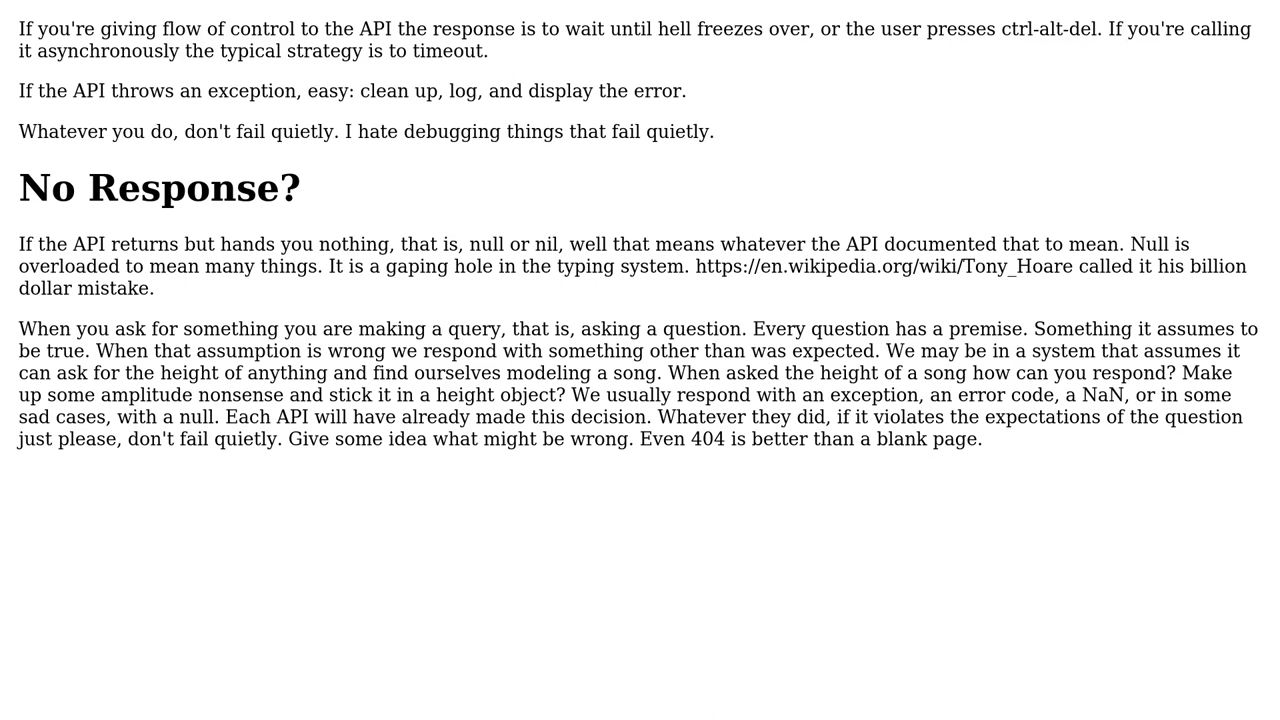 If you're giving flow of control to the API the response is to wait until hell freezes over, or the user presses ctrl-alt-del. If you're calling
it asynchronously the typical strategy is to timeout.
If the API throws an exception, easy: clean up, log, and display the error.
Whatever you do, don't fail quietly. I hate debugging things that fail quietly.
No Response?
If the API returns but hands you nothing, that is, null or nil, well that means whatever the API documented that to mean. Null is
overloaded to mean many things. It is a gaping hole in the typing system. https://en.wikipedia.org/wiki/Tony_Hoare called it his billion
dollar mistake.
When you ask for something you are making a query, that is, asking a question. Every question has a premise. Something it assumes to
be true. When that assumption is wrong we respond with something other than was expected. We may be in a system that assumes it
can ask for the height of anything and find ourselves modeling a song. When asked the height of a song how can you respond? Make
up some amplitude nonsense and stick it in a height object? We usually respond with an exception, an error code, a NaN, or in some
sad cases, with a null. Each API will have already made this decision. Whatever they did, if it violates the expectations of the question
just please, don't fail quietly. Give some idea what might be wrong. Even 404 is better than a blank page.